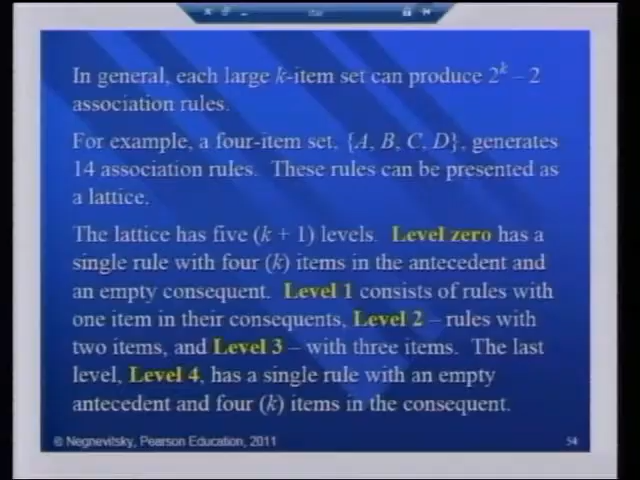 In general, each large k-item set can produce 2^k – 2
association rules.
For example, a four-item set, {A, B, C, D}, generates
14 association rules. These rules can be presented as
a lattice.
The lattice has five (k + 1) levels. Level zero has a
single rule with four (k) items in the antecedent and
an empty consequent. Level 1 consists of rules with
one item in their consequents, Level 2 – rules with
two items, and Level 3 – with three items. The last
level, Level 4, has a single rule with an empty
antecedent and four (k) items in the consequent.
© Negnevitsky, Pearson Education, 2011
54